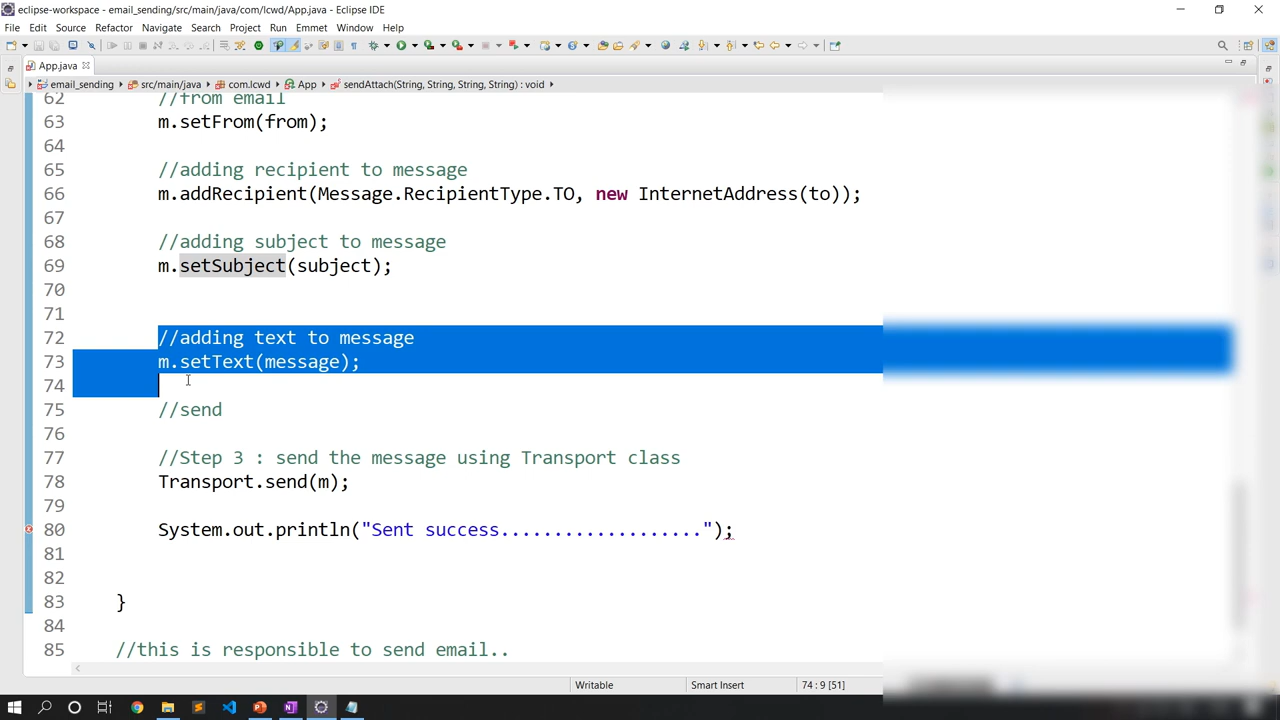 eclipse-workspace - email_sending/src/main/java/com/lcwd/App.java - Eclipse IDE
File Edit Source Refactor Navigate Search Project Run Emmet Window Help
App.java
email_sending src/main/java com.lcwd App sendAttach(String, String, String, String) : void
62 //from email
63 m.setFrom(from);
64
65 //adding recipient to message
66 m.addRecipient(Message.RecipientType.TO, new InternetAddress(to));
67
68 //adding subject to message
69 m.setSubject(subject);
70
71
72 //adding text to message
73 m.setText(message);
74
75 //send
76
77 //Step 3 : send the message using Transport class
78 Transport.send(m);
79
80 System.out.println("Sent success...................");
81
82
83 }
84
85 //this is responsible to send email..
Writable Smart Insert 74 : 9 [51]